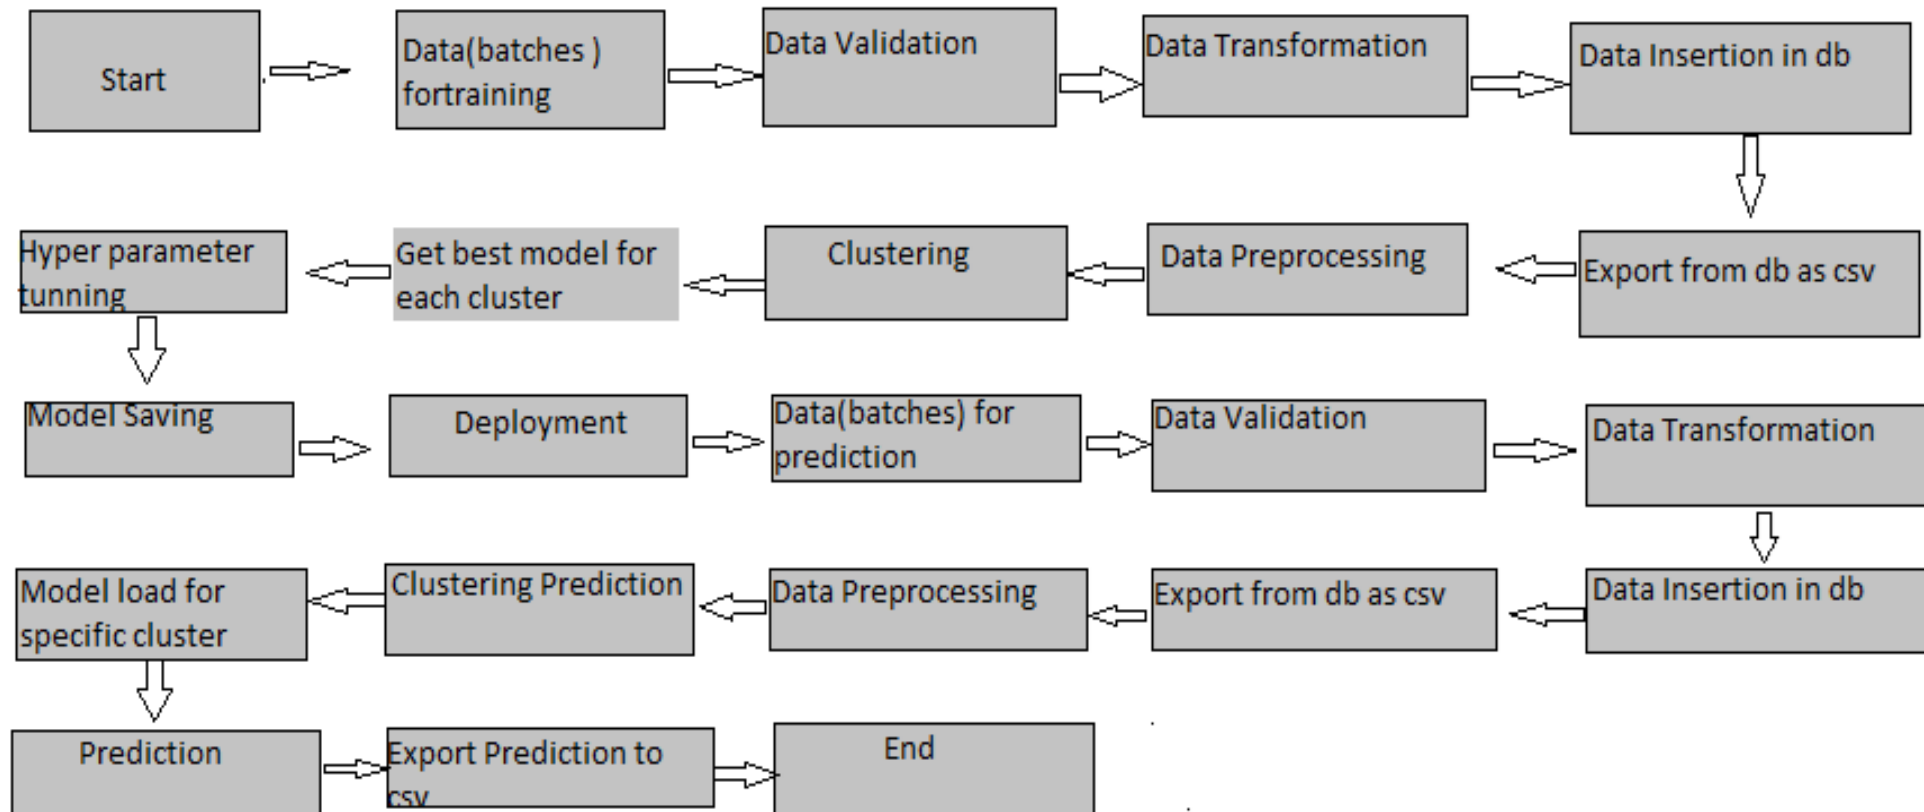 Start
Data(batches )
fortraining
Data Validation
Data Transformation
Data Insertion in db
Hyper parameter
tunning
Get best model for
each cluster
Clustering
Data Preprocessing
Export from db as csv
Model Saving
Deployment
Data(batches) for
prediction
Data Validation
Data Transformation
Model load for
specific cluster
Clustering Prediction
Data Preprocessing
Export from db as csv
Data Insertion in db
Prediction
Export Prediction to
csv
End